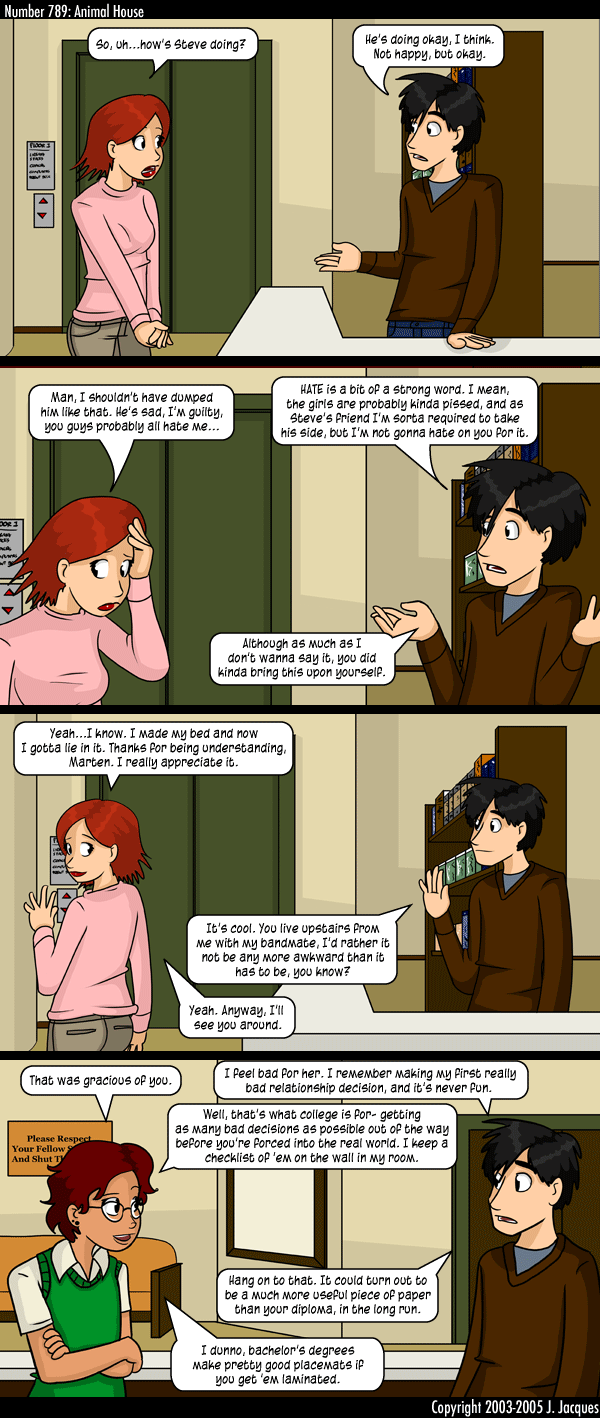 Number 789: Animal House
So, uh...how's Steve doing?
He's doing okay, I think.
Not happy, but okay.
FLOOR 1
Man, I shouldn't have dumped
him like that. He's sad, I'm guilty,
you guys probably all hate me...
HATE is a bit of a strong word. I mean,
the girls are probably kinda pissed, and as
Steve's friend I'm sorta required to take
his side, but I'm not gonna hate on you for it.
Although as much as I
don't wanna say it, you did
kinda bring this upon yourself.
Yeah...I know. I made my bed and now
I gotta lie in it. Thanks for being understanding,
Marten. I really appreciate it.
It's cool. You live upstairs from
me with my bandmate, I'd rather it
not be any more awkward than it
has to be, you know?
Yeah. Anyway, I'll
see you around.
That was gracious of you.
I feel bad for her. I remember making my first really
bad relationship decision, and it's never fun.
Well, that's what college is for- getting
as many bad decisions as possible out of the way
before you're forced into the real world. I keep a
checklist of 'em on the wall in my room.
Please Respect
Your Fellow S
And Shut Th
Hang on to that. It could turn out to
be a much more useful piece of paper
than your diploma, in the long run.
I dunno, bachelor's degrees
make pretty good placemats if
you get 'em laminated.
Copyright 2003-2005 J. Jacques